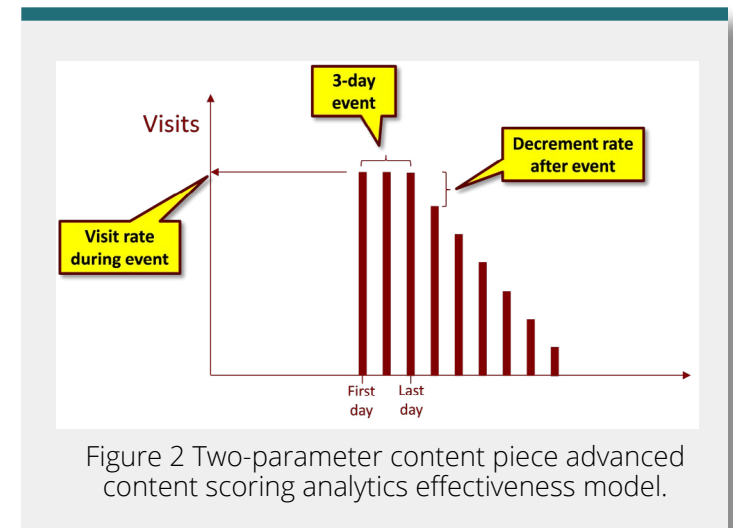 3-day
event
Visits
Decrement rate
after event
Visit rate
during event
First
day
Last
day
Figure 2 Two-parameter content piece advanced
content scoring analytics effectiveness model.